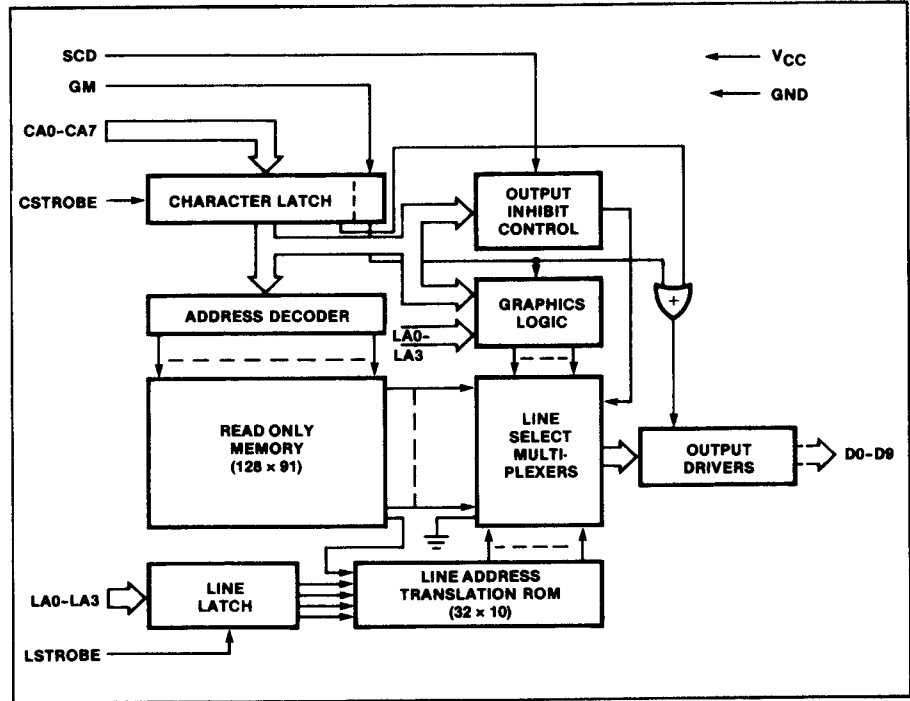 SCD
V_CC
GM
GND
CA0-CA7
CSTROBE
CHARACTER LATCH
OUTPUT
INHIBIT
CONTROL
+
ADDRESS DECODER
GRAPHICS
LOGIC
LA0-
LA3
READ ONLY
MEMORY
(128 × 91)
LINE
SELECT
MULTI-
PLEXERS
OUTPUT
DRIVERS
D0-D9
LA0-LA3
LINE
LATCH
LINE ADDRESS
TRANSLATION ROM
(32 × 10)
LSTROBE